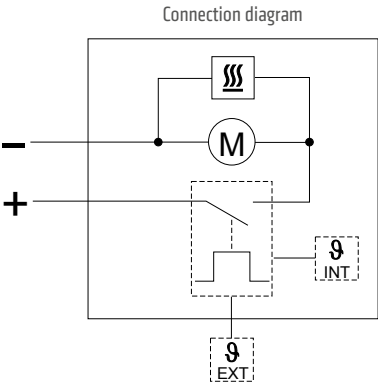 Connection diagram
M
−
+
ϑ
INT
ϑ
EXT